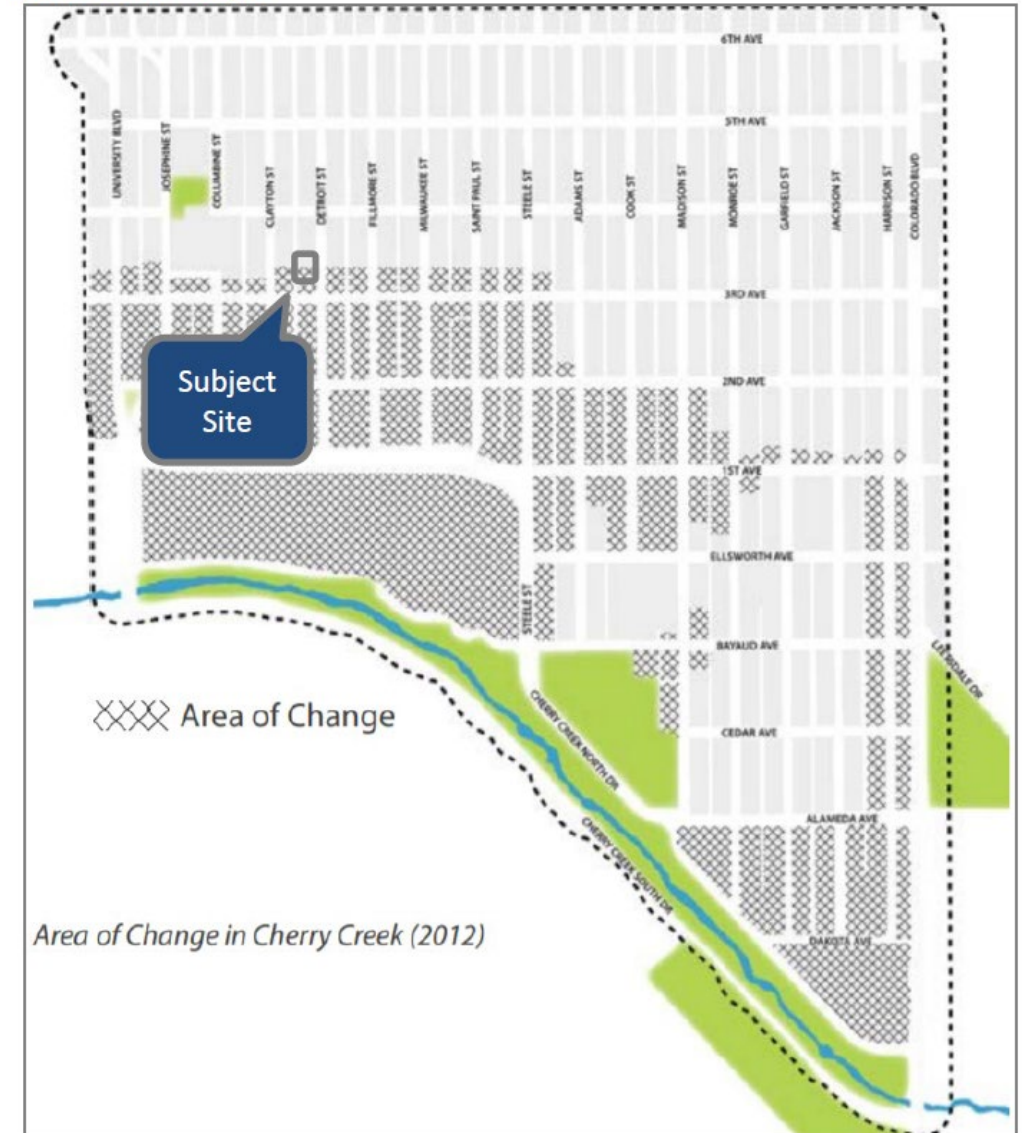 6TH AVE
5TH AVE
UNIVERSITY BLVD
JOSEPHINE ST
COLUMBINE ST
CLAYTON ST
DETROIT ST
FILLMORE ST
MILWAUKEE ST
SAINT PAUL ST
STEELE ST
ADAMS ST
COOK ST
MADISON ST
MONROE ST
GARFIELD ST
JACKSON ST
HARRISON ST
COLORADO BLVD
3RD AVE
Subject
Site
2ND AVE
1ST AVE
ELLSWORTH AVE
STEELE ST
BAYAUD AVE
LEETSDALE DR
Area of Change
CHERRY CREEK NORTH DR
CEDAR AVE
ALAMEDA AVE
CHERRY CREEK SOUTH DR
Area of Change in Cherry Creek (2012)
DAKOTA AVE